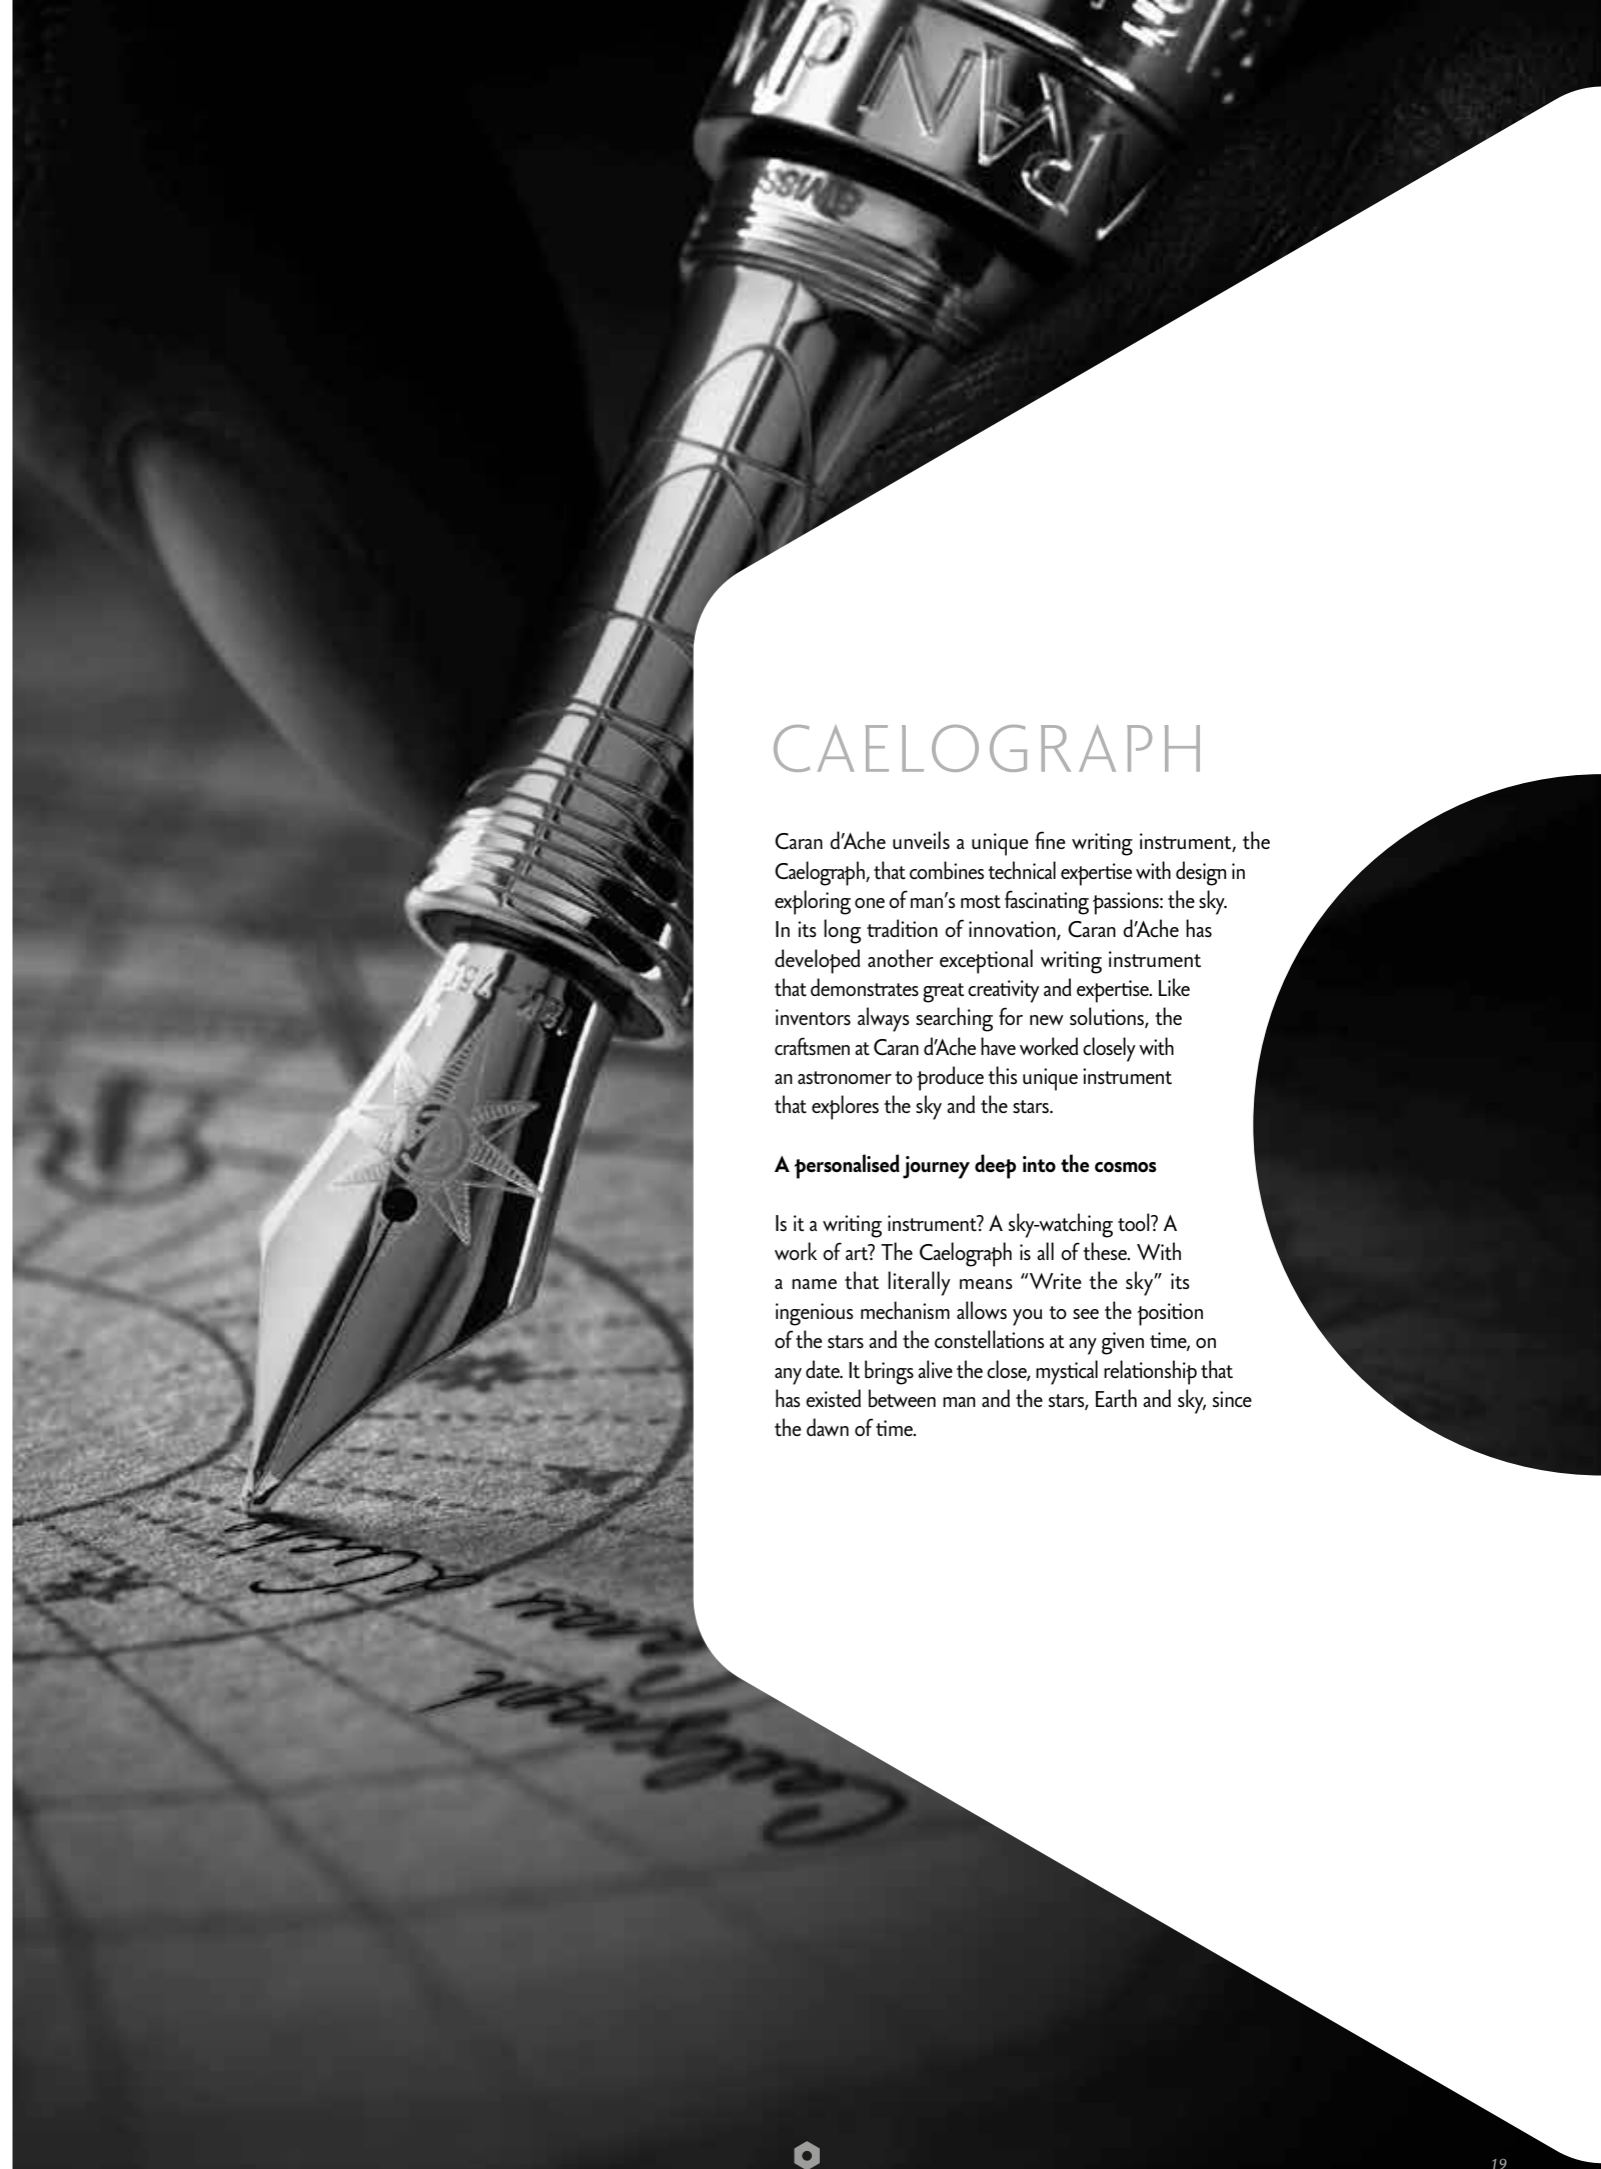 SWISS
CAELOGRAPH
Caran d’Ache unveils a unique fine writing instrument, the
Caelograph, that combines technical expertise with design in
exploring one of man’s most fascinating passions: the sky.
In its long tradition of innovation, Caran d’Ache has
developed another exceptional writing instrument
that demonstrates great creativity and expertise. Like
inventors always searching for new solutions, the
craftsmen at Caran d’Ache have worked closely with
an astronomer to produce this unique instrument
that explores the sky and the stars.
A personalised journey deep into the cosmos
Is it a writing instrument? A sky-watching tool? A
work of art? The Caelograph is all of these. With
a name that literally means “Write the sky” its
ingenious mechanism allows you to see the position
of the stars and the constellations at any given time, on
any date. It brings alive the close, mystical relationship that
has existed between man and the stars, Earth and sky, since
the dawn of time.
Caelograph
19